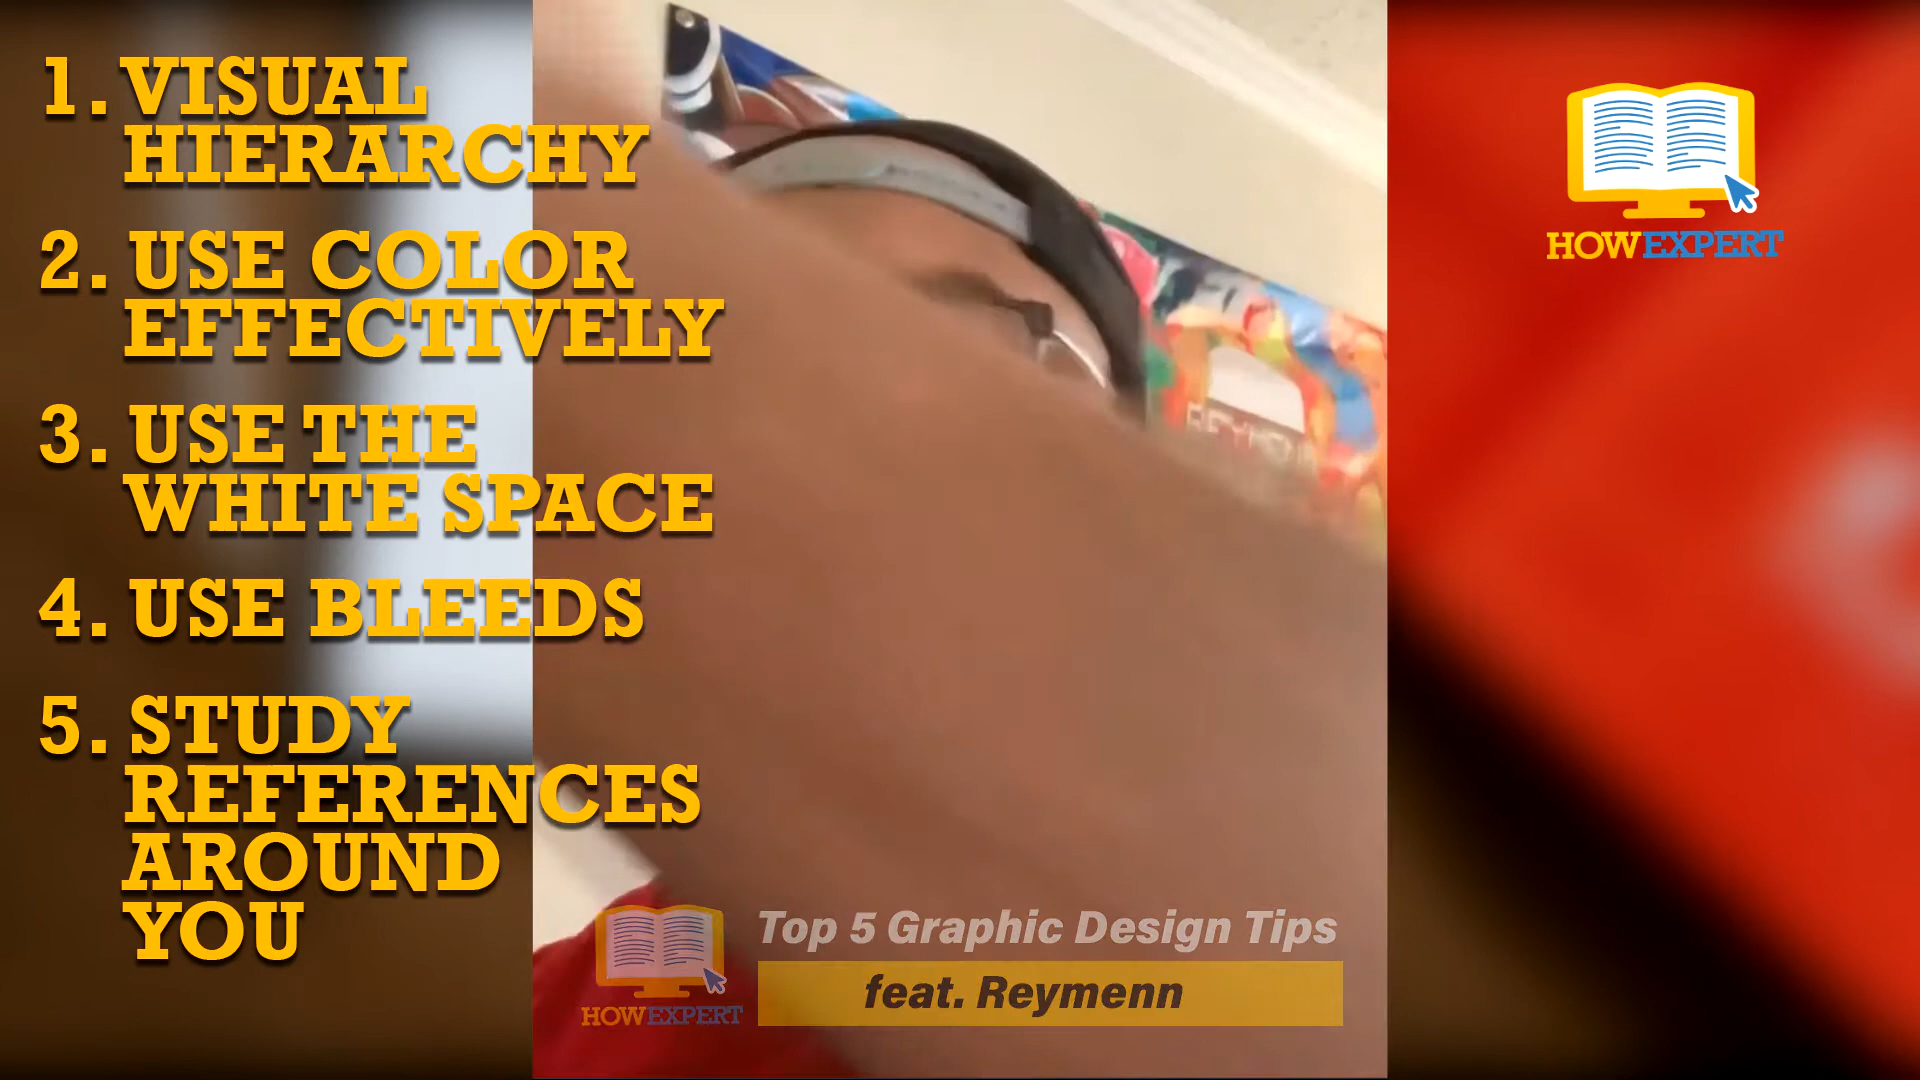 1. VISUAL
HIERARCHY
2. USE COLOR
EFFECTIVELY
3. USE THE
WHITE SPACE
4. USE BLEEDS
5. STUDY
REFERENCES
AROUND
YOU
HOWEXPERT
REYMENN
Top 5 Graphic Design Tips
feat. Reymenn
HOWEXPERT